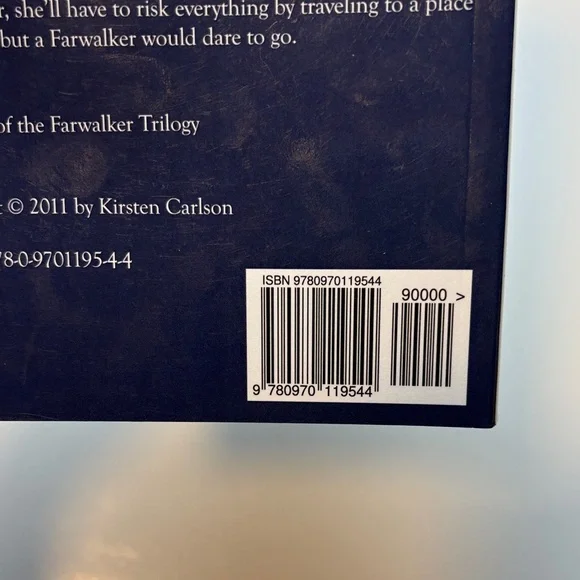 r, she'll have to risk everything by traveling to a place
but a Farwalker would dare to go.
of the Farwalker Trilogy
t © 2011 by Kirsten Carlson
78-0-9701195-4-4
ISBN 9780970119544
90000 >
9 780970 119544